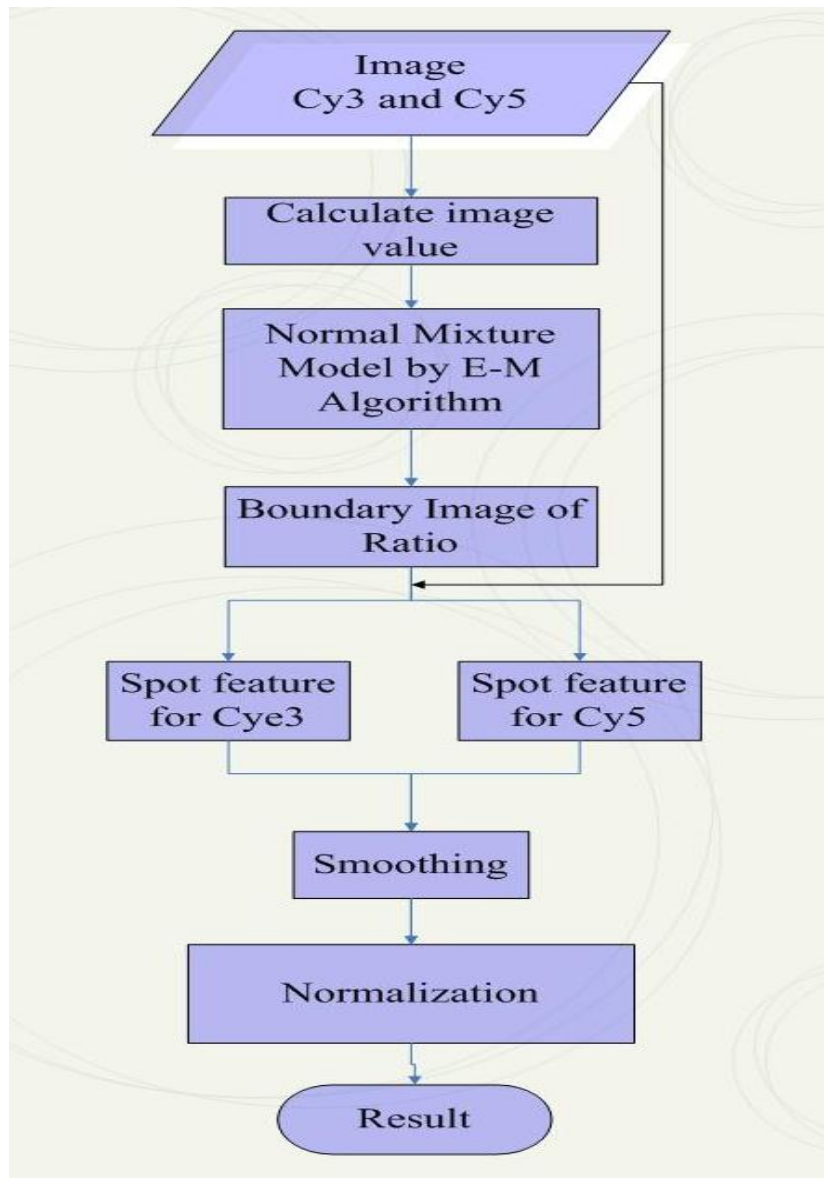 Image
Cy3 and Cy5
Calculate image
value
Normal Mixture
Model by E-M
Algorithm
Boundary Image of
Ratio
Spot feature
for Cye3
Spot feature
for Cy5
Smoothing
Normalization
Result